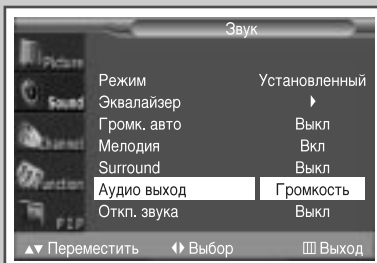 Звук
Picture
Режим Установленный
Sound
Эквалайзер
Громк. авто Выкл
Channel
Мелодия Вкл
Surround Выкл
Function
Аудио выход Громкость
PIP
Откп. звука Выкл
Переместить Выбор Выход